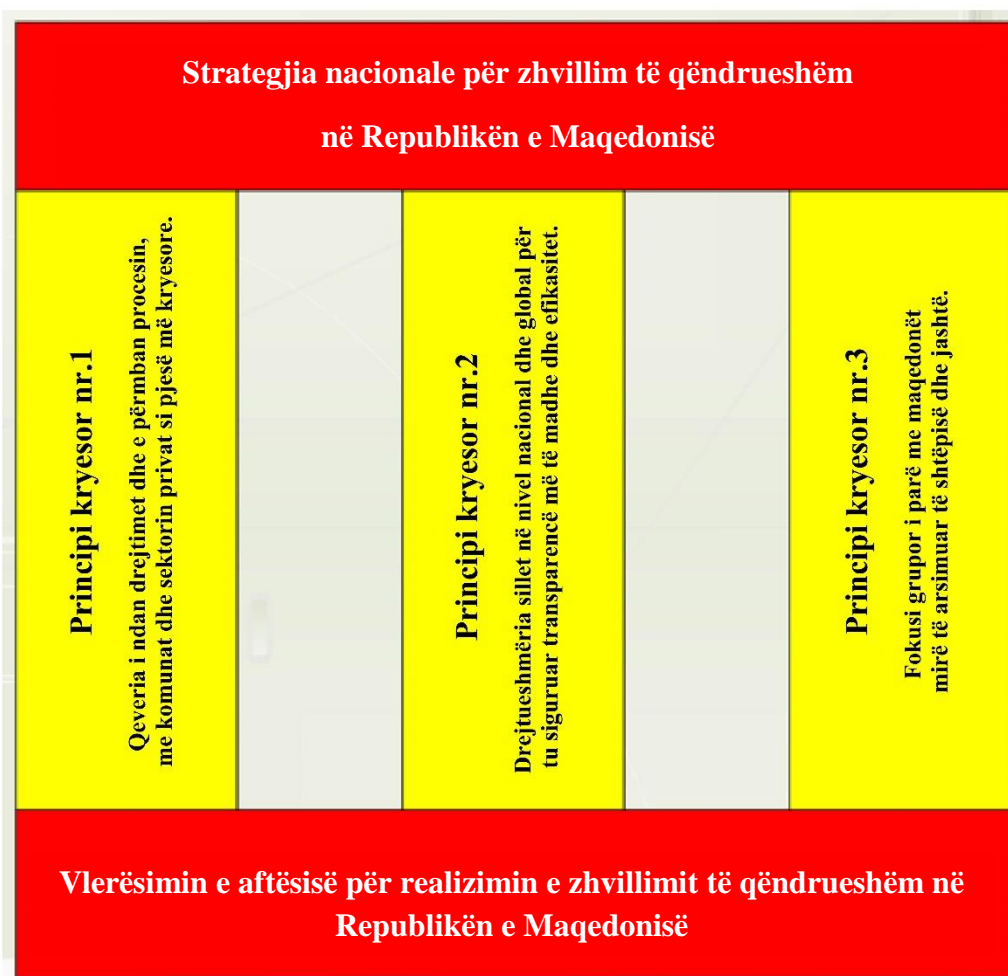 Strategjia nacionale për zhvillim të qëndrueshëm
në Republikën e Maqedonisë
Principi kryesor nr.1
Qeveria i ndan drejtimet dhe e përmban procesin,
me komunat dhe sektorin privat si pjesë më kryesore.
Principi kryesor nr.2
Drejtueshmëria sillet në nivel nacional dhe global për
tu siguruar transparencë më të madhe dhe efikasitet.
Principi kryesor nr.3
Fokusi grupor i parë me maqedonët
mirë të arsimuar të shtëpisë dhe jashtë.
Vlerësimin e aftësisë për realizimin e zhvillimit të qëndrueshëm në
Republikën e Maqedonisë